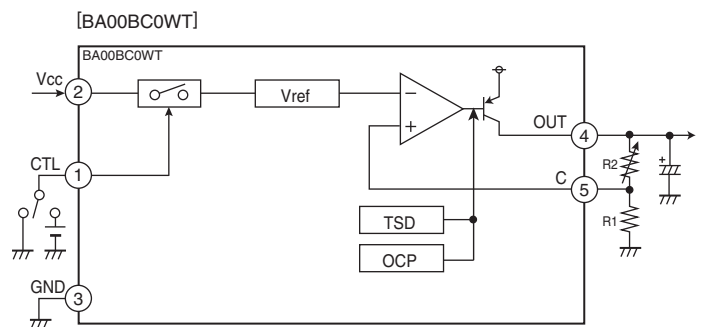 [BA00BC0WT]
BA00BC0WT
Vcc
2
Vref
−
+
OUT
4
R2
+
CTL
1
C
5
R1
TSD
OCP
GND
3